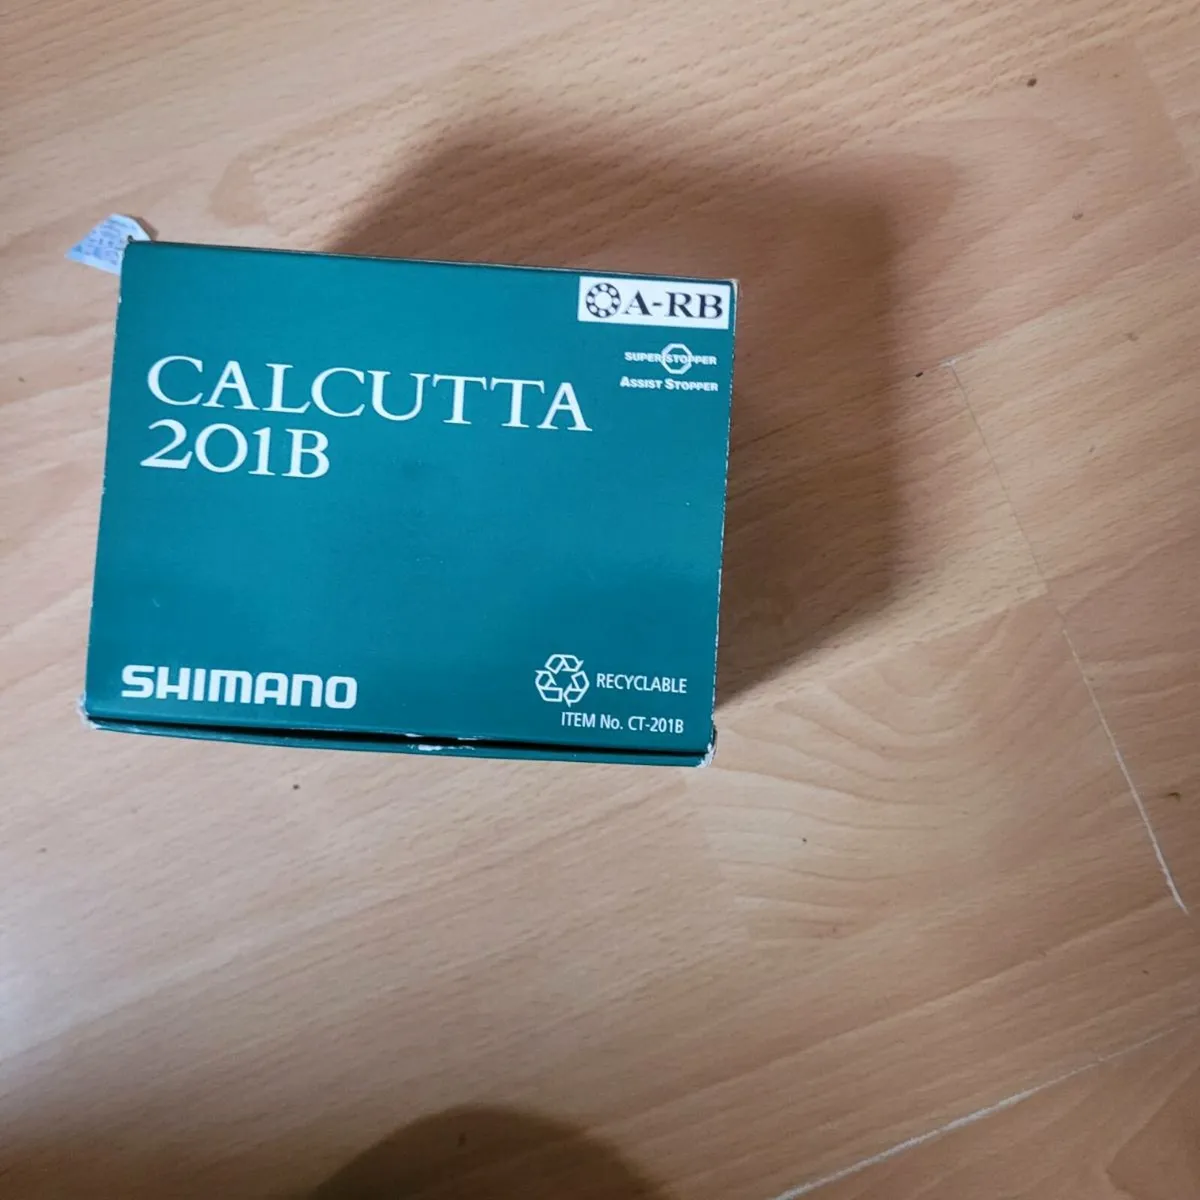 A-RB
SUPER STOPPER
ASSIST STOPPER
CALCUTTA
201B
SHIMANO
RECYCLABLE
ITEM No. CT-201B